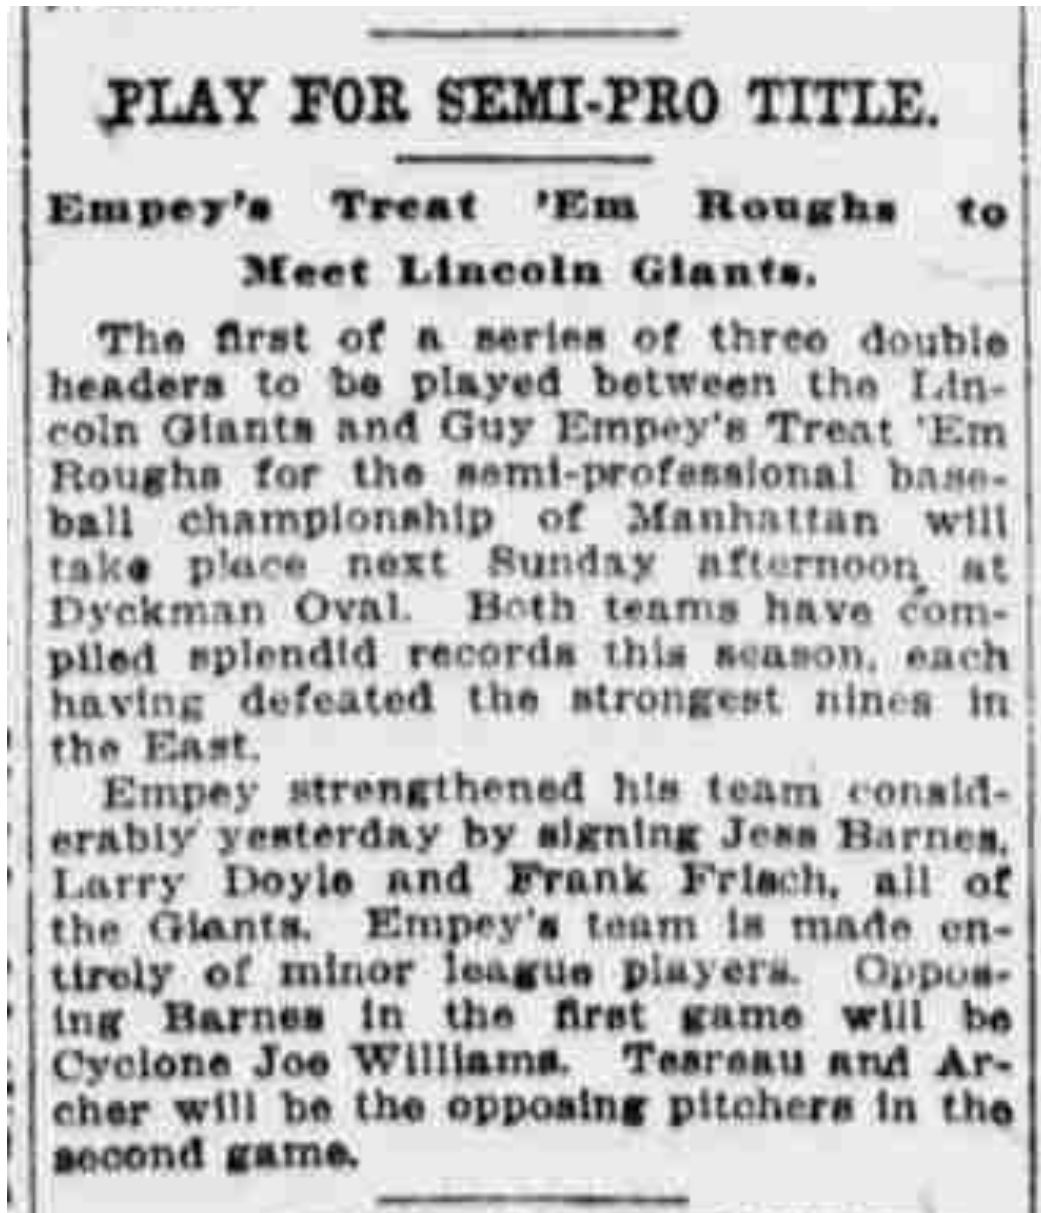 PLAY FOR SEMI-PRO TITLE.
Empey's Treat 'Em Roughs to
Meet Lincoln Giants.
The first of a series of three double
headers to be played between the Lin-
coln Giants and Guy Empey's Treat 'Em
Roughs for the semi-professional base-
ball championship of Manhattan will
take place next Sunday afternoon at
Dyckman Oval. Both teams have com-
piled splendid records this season, each
having defeated the strongest nines in
the East.
Empey strengthened his team consid-
erably yesterday by signing Jess Barnes,
Larry Doyle and Frank Frisch, all of
the Giants. Empey's team is made en-
tirely of minor league players. Oppos-
ing Barnes in the first game will be
Cyclone Joe Williams. Tesreau and Ar-
cher will be the opposing pitchers in the
second game.